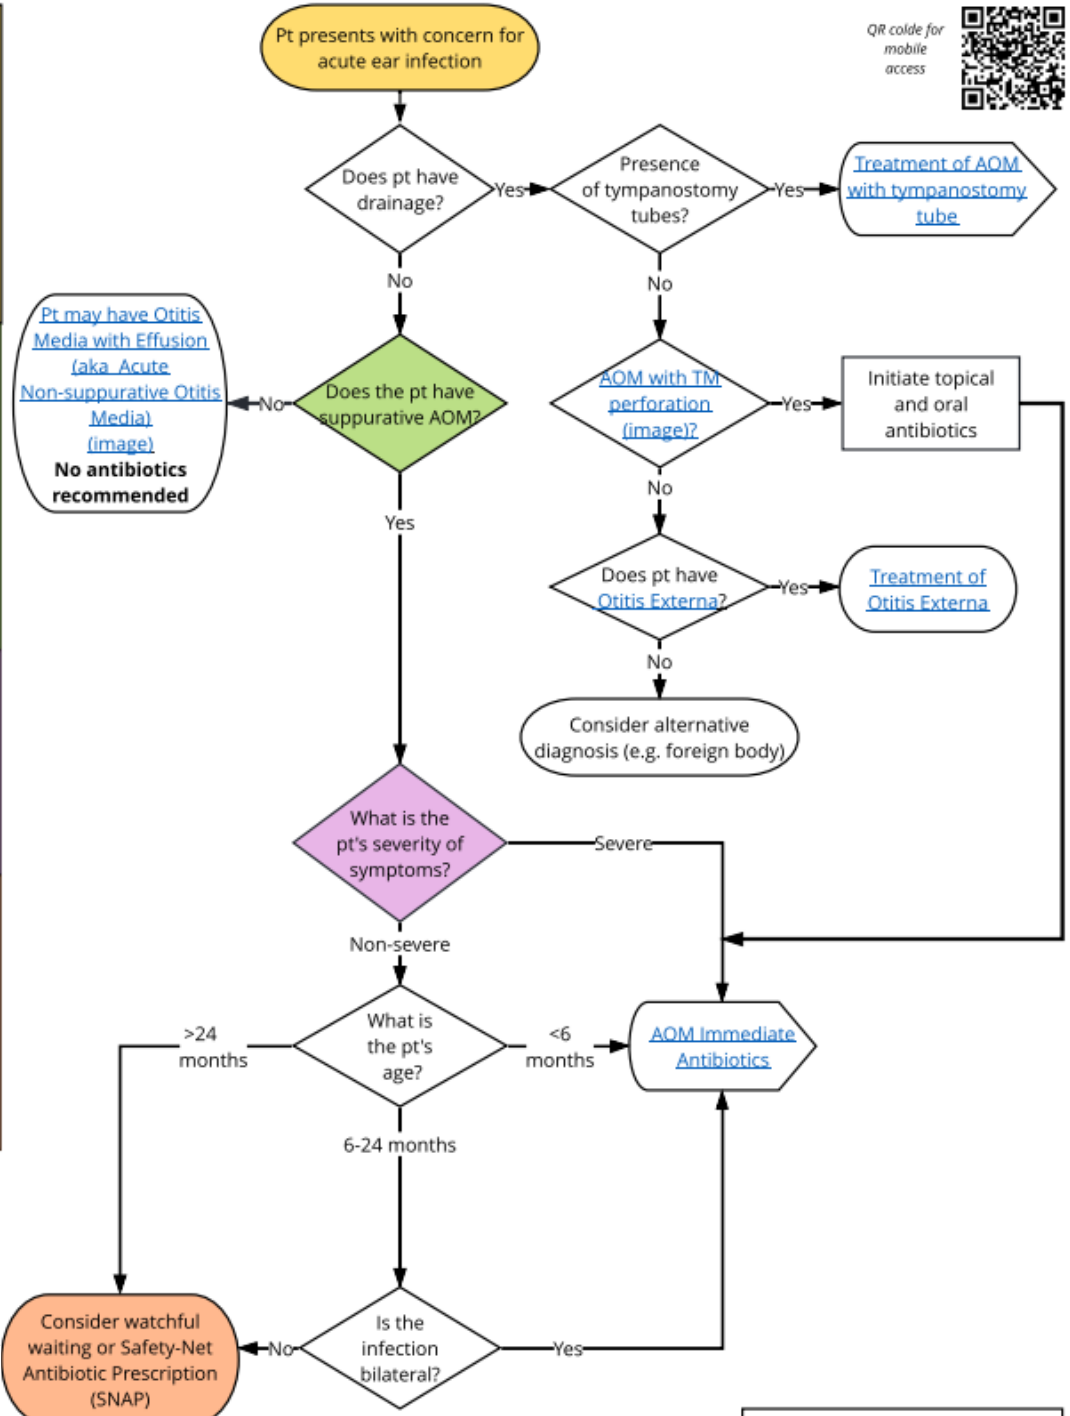 Pt presents with concern for
acute ear infection
QR colde for
mobile
access
Does pt have
drainage?
Yes
Presence
of tympanostomy
tubes?
Yes
Treatment of AOM
with tympanostomy
tube
No
No
Pt may have Otitis
Media with Effusion
(aka Acute
Non-suppurative Otitis
Media)
(image)
No antibiotics
recommended
No
Does the pt have
suppurative AOM?
AOM with TM
perforation
(image)?
Yes
Initiate topical
and oral
antibiotics
Yes
No
Does pt have
Otitis Externa?
Yes
Treatment of
Otitis Externa
No
Consider alternative
diagnosis (e.g. foreign body)
What is the
pt's severity of
symptoms?
Severe
Non-severe
>24
months
What is
the pt's
age?
<6
months
AOM Immediate
Antibiotics
6-24 months
Consider watchful
waiting or Safety-Net
Antibiotic Prescription
(SNAP)
No
Is the
infection
bilateral?
Yes